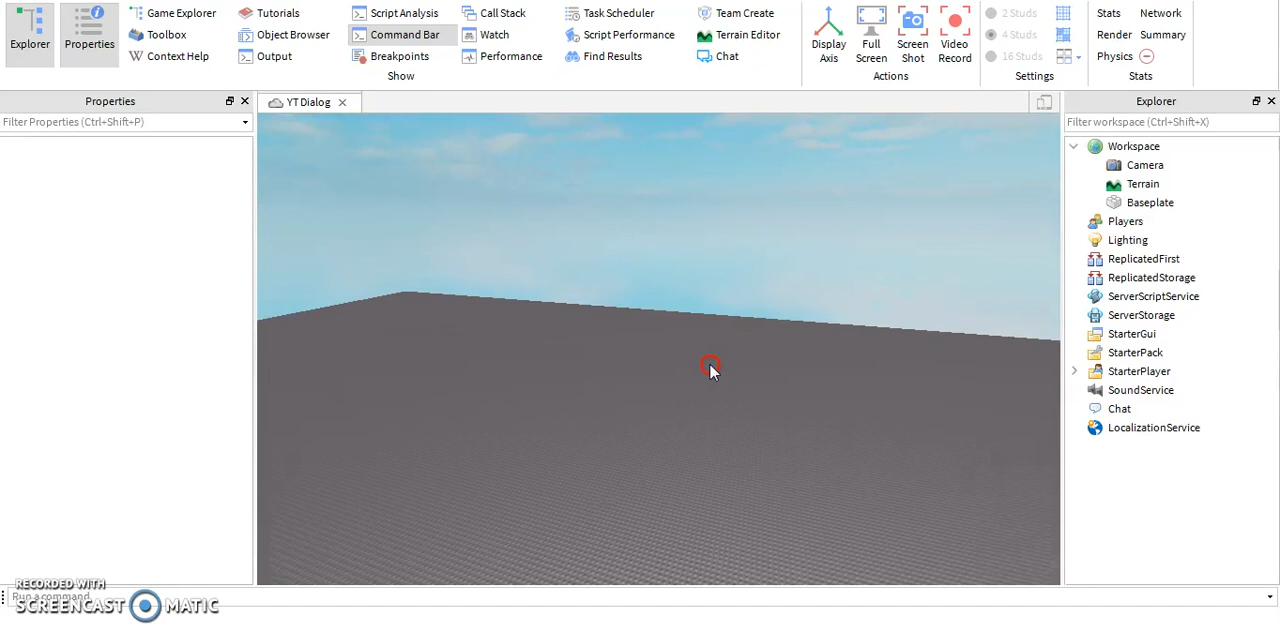 Explorer
Properties
Game Explorer
Toolbox
Context Help
Tutorials
Object Browser
Output
Script Analysis
Command Bar
Breakpoints
Call Stack
Watch
Performance
Task Scheduler
Script Performance
Find Results
Team Create
Terrain Editor
Chat
Show
Display Axis
Full Screen
Screen Shot
Video Record
Actions
2 Studs
4 Studs
16 Studs
Settings
Stats
Network
Render
Summary
Physics
Stats
Properties
Filter Properties (Ctrl+Shift+P)
YT Dialog
Explorer
Filter workspace (Ctrl+Shift+X)
Workspace
Camera
Terrain
Baseplate
Players
Lighting
ReplicatedFirst
ReplicatedStorage
ServerScriptService
ServerStorage
StarterGui
StarterPack
StarterPlayer
SoundService
Chat
LocalizationService
RECORDED WITH
Run a command
SCREENCAST MATIC